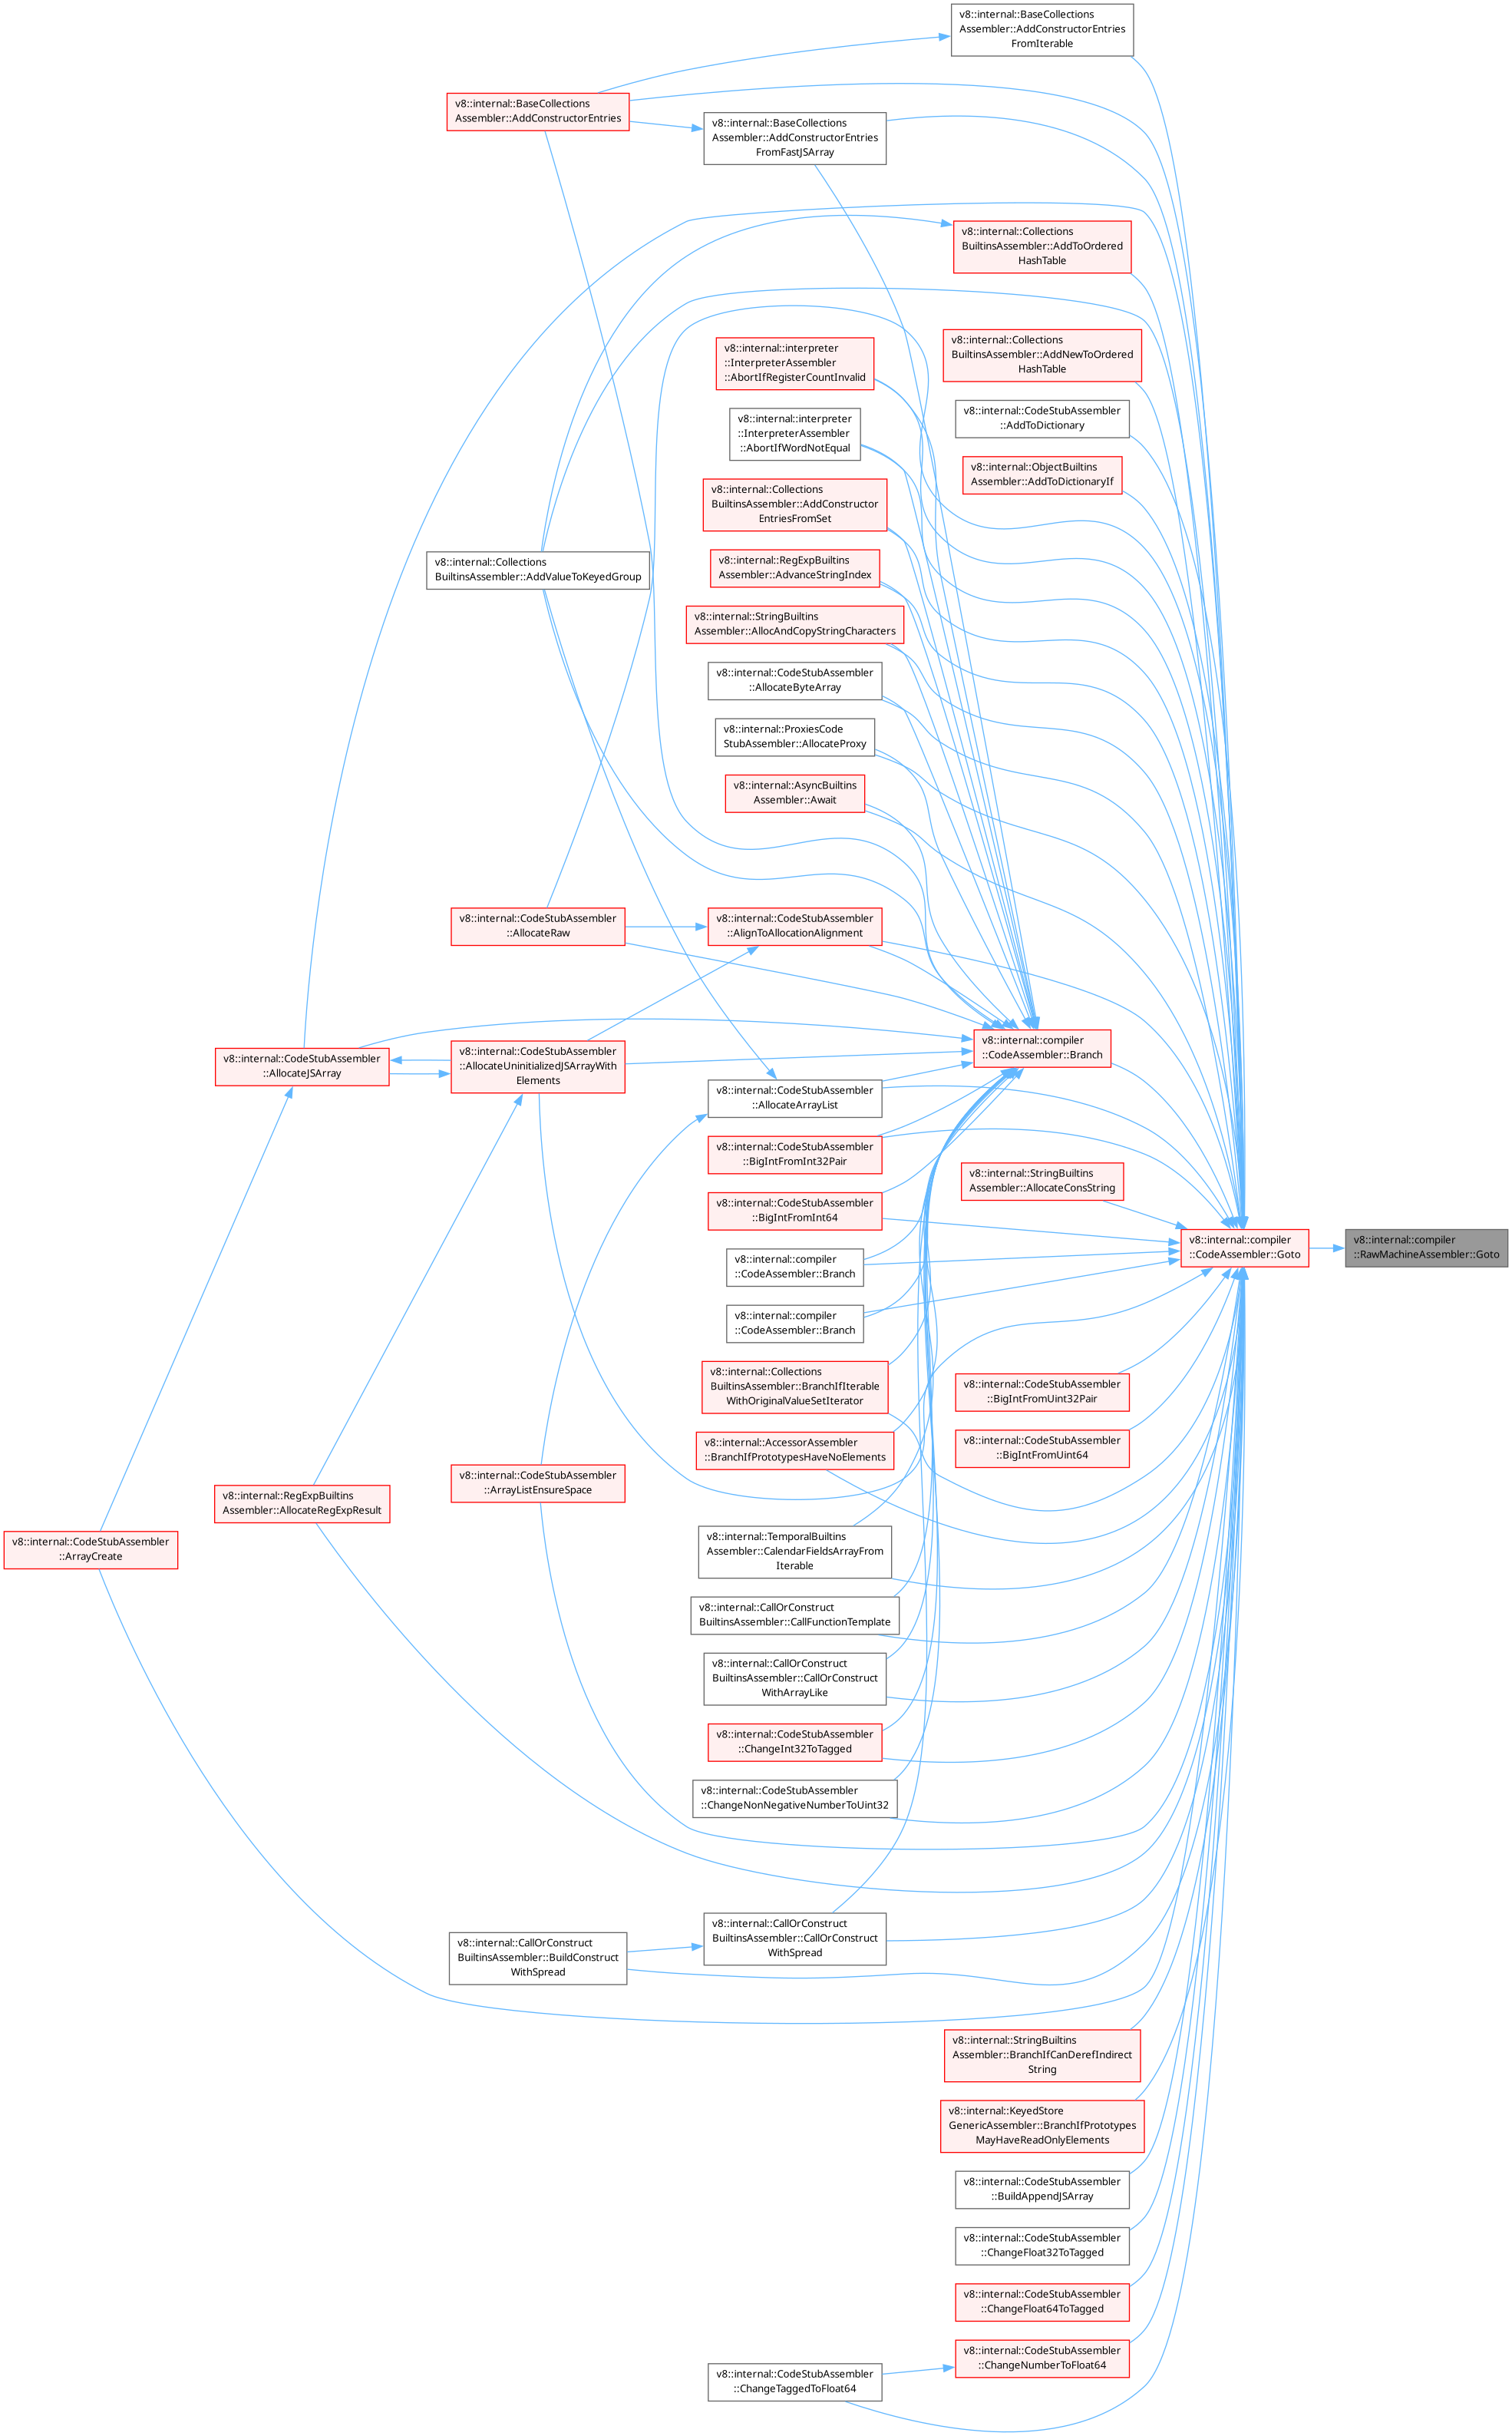 v8::internal::BaseCollections
Assembler::AddConstructorEntries
FromIterable
v8::internal::BaseCollections
Assembler::AddConstructorEntries
v8::internal::BaseCollections
Assembler::AddConstructorEntries
FromFastJSArray
v8::internal::Collections
BuiltinsAssembler::AddToOrdered
HashTable
v8::internal::Collections
BuiltinsAssembler::AddNewToOrdered
HashTable
v8::internal::interpreter
::InterpreterAssembler
::AbortIfRegisterCountInvalid
v8::internal::CodeStubAssembler
::AddToDictionary
v8::internal::interpreter
::InterpreterAssembler
::AbortIfWordNotEqual
v8::internal::ObjectBuiltins
Assembler::AddToDictionaryIf
v8::internal::Collections
BuiltinsAssembler::AddConstructor
EntriesFromSet
v8::internal::RegExpBuiltins
Assembler::AdvanceStringIndex
v8::internal::Collections
BuiltinsAssembler::AddValueToKeyedGroup
v8::internal::StringBuiltins
Assembler::AllocAndCopyStringCharacters
v8::internal::CodeStubAssembler
::AllocateByteArray
v8::internal::ProxiesCode
StubAssembler::AllocateProxy
v8::internal::AsyncBuiltins
Assembler::Await
v8::internal::CodeStubAssembler
::AllocateRaw
v8::internal::CodeStubAssembler
::AlignToAllocationAlignment
v8::internal::compiler
::CodeAssembler::Branch
v8::internal::CodeStubAssembler
::AllocateJSArray
v8::internal::CodeStubAssembler
::AllocateUninitializedJSArrayWith
Elements
v8::internal::CodeStubAssembler
::AllocateArrayList
v8::internal::CodeStubAssembler
::BigIntFromInt32Pair
v8::internal::StringBuiltins
Assembler::AllocateConsString
v8::internal::CodeStubAssembler
::BigIntFromInt64
v8::internal::compiler
::CodeAssembler::Goto
v8::internal::compiler
::RawMachineAssembler::Goto
v8::internal::compiler
::CodeAssembler::Branch
v8::internal::compiler
::CodeAssembler::Branch
v8::internal::Collections
BuiltinsAssembler::BranchIfIterable
WithOriginalValueSetIterator
v8::internal::CodeStubAssembler
::BigIntFromUint32Pair
v8::internal::AccessorAssembler
::BranchIfPrototypesHaveNoElements
v8::internal::CodeStubAssembler
::BigIntFromUint64
v8::internal::CodeStubAssembler
::ArrayListEnsureSpace
v8::internal::RegExpBuiltins
Assembler::AllocateRegExpResult
v8::internal::CodeStubAssembler
::ArrayCreate
v8::internal::TemporalBuiltins
Assembler::CalendarFieldsArrayFrom
Iterable
v8::internal::CallOrConstruct
BuiltinsAssembler::CallFunctionTemplate
v8::internal::CallOrConstruct
BuiltinsAssembler::CallOrConstruct
WithArrayLike
v8::internal::CodeStubAssembler
::ChangeInt32ToTagged
v8::internal::CodeStubAssembler
::ChangeNonNegativeNumberToUint32
v8::internal::CallOrConstruct
BuiltinsAssembler::CallOrConstruct
WithSpread
v8::internal::CallOrConstruct
BuiltinsAssembler::BuildConstruct
WithSpread
v8::internal::StringBuiltins
Assembler::BranchIfCanDerefIndirect
String
v8::internal::KeyedStore
GenericAssembler::BranchIfPrototypes
MayHaveReadOnlyElements
v8::internal::CodeStubAssembler
::BuildAppendJSArray
v8::internal::CodeStubAssembler
::ChangeFloat32ToTagged
v8::internal::CodeStubAssembler
::ChangeFloat64ToTagged
v8::internal::CodeStubAssembler
::ChangeNumberToFloat64
v8::internal::CodeStubAssembler
::ChangeTaggedToFloat64